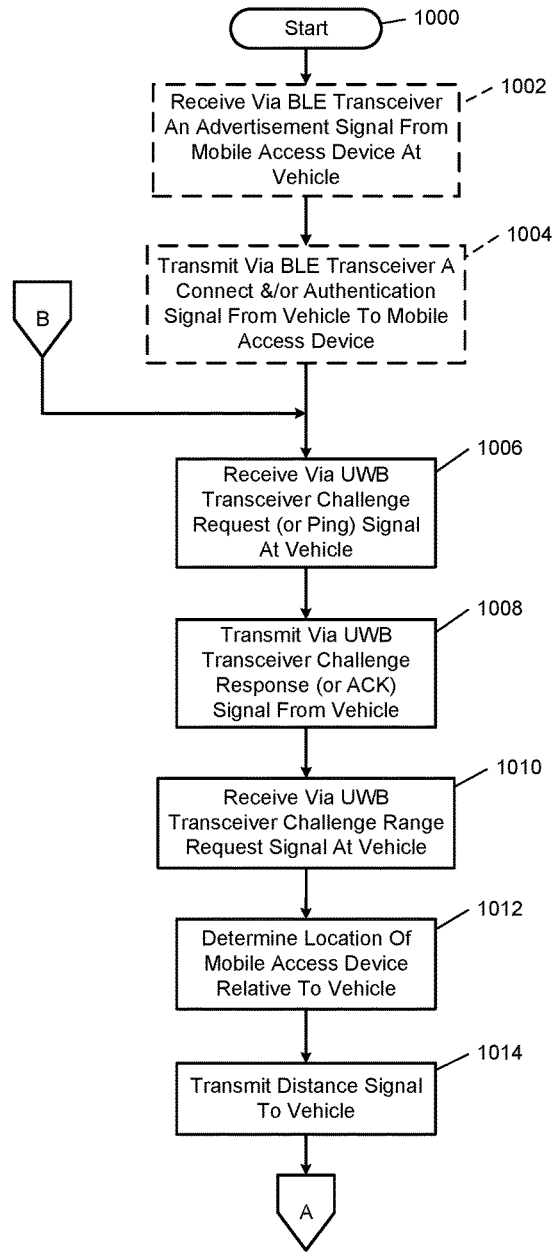 Start
1000
Receive Via BLE Transceiver
An Advertisement Signal From
Mobile Access Device At
Vehicle
1002
Transmit Via BLE Transceiver A
Connect &/or Authentication
Signal From Vehicle To Mobile
Access Device
1004
B
Receive Via UWB
Transceiver Challenge
Request (or Ping) Signal
At Vehicle
1006
Transmit Via UWB
Transceiver Challenge
Response (or ACK)
Signal From Vehicle
1008
Receive Via UWB
Transceiver Challenge Range
Request Signal At Vehicle
1010
Determine Location Of
Mobile Access Device
Relative To Vehicle
1012
Transmit Distance Signal
To Vehicle
1014
A